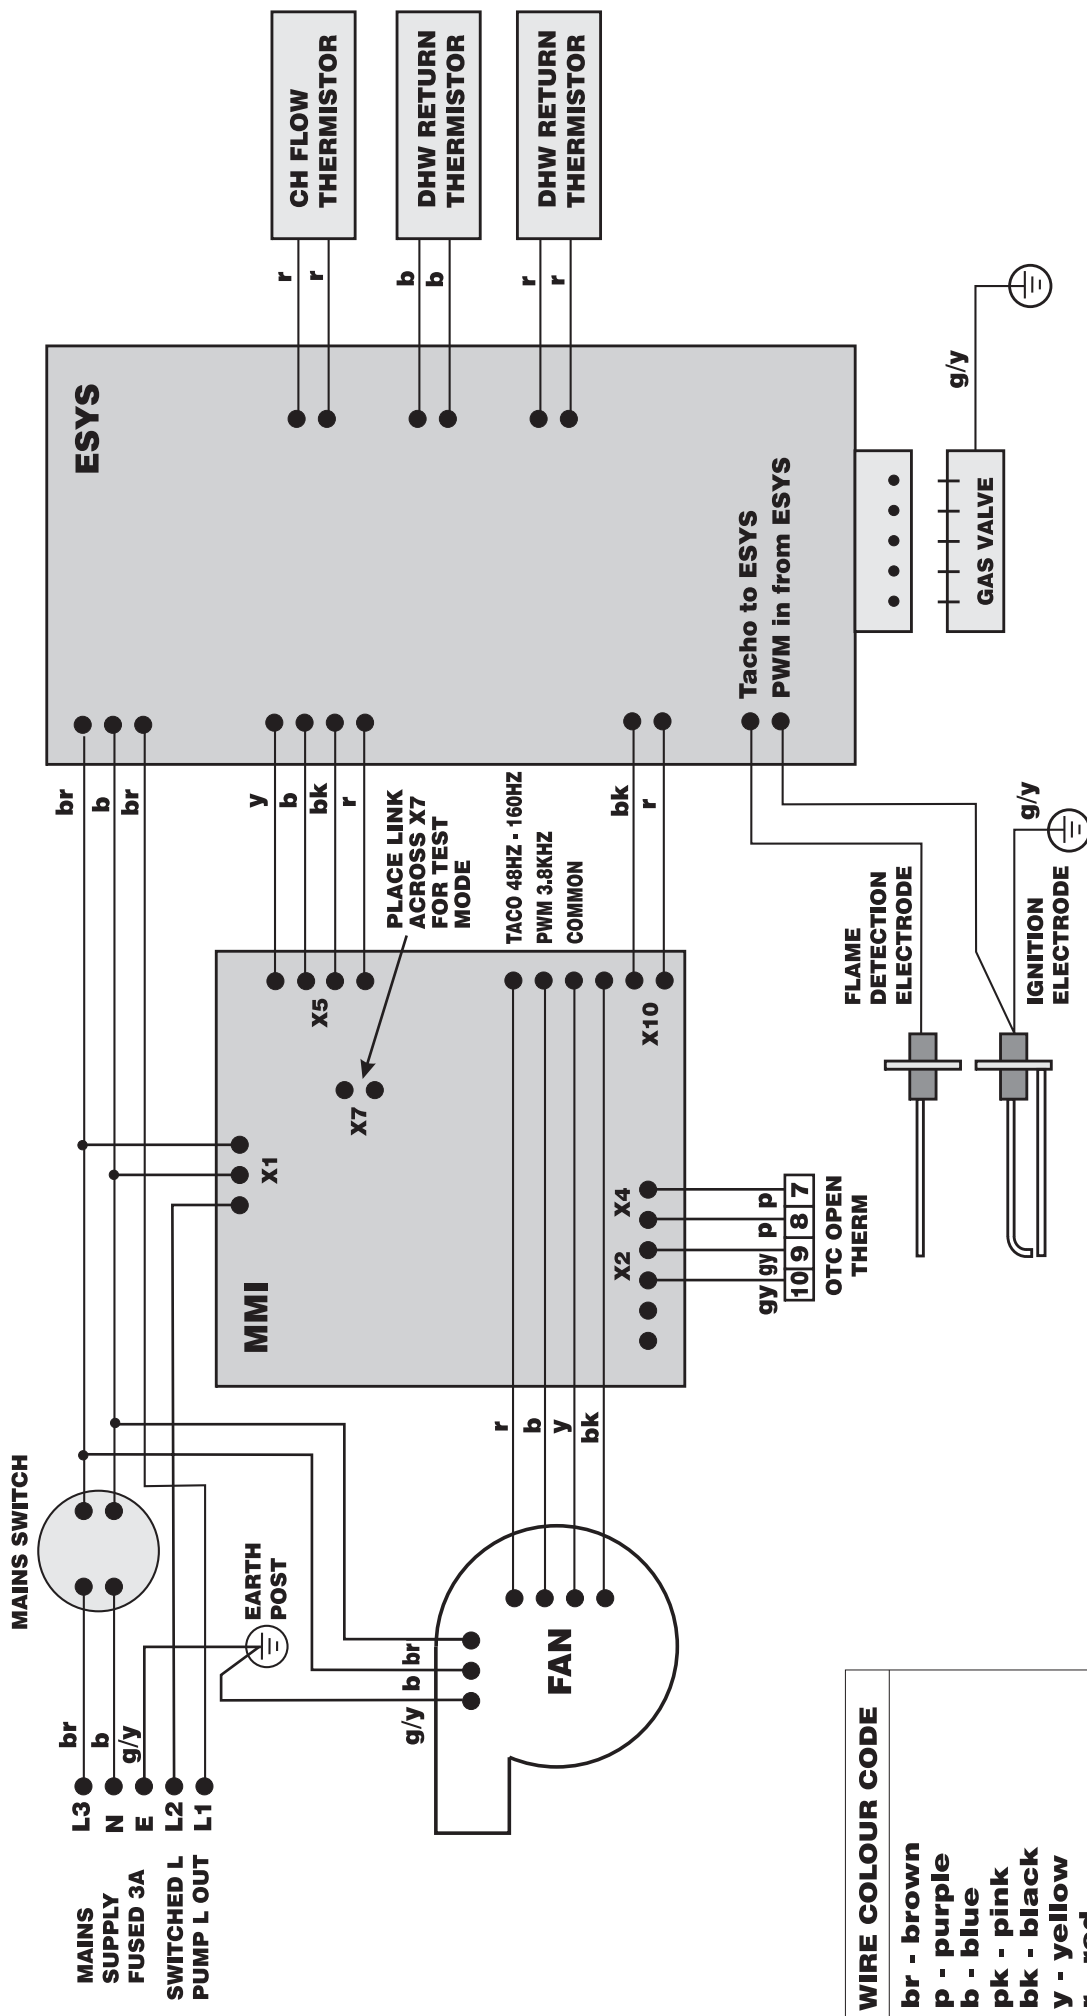 MAINS SWITCH
MAINS
SUPPLY
FUSED 3A
SWITCHED L
PUMP L OUT
L3
N
E
L2
L1
br
b
g/y
EARTH
POST
g/y
b
br
FAN
r
b
y
bk
MMI
X1
X5
X7
X2
X4
X10
PLACE LINK
ACROSS X7
FOR TEST
MODE
TACO 48HZ - 160HZ
PWM 3.8KHZ
COMMON
gy
gy
p
p
10
9
8
7
OTC OPEN
THERM
br
b
br
y
b
bk
r
bk
r
ESYS
Tacho to ESYS
PWM in from ESYS
r
r
CH FLOW
THERMISTOR
b
b
DHW RETURN
THERMISTOR
r
r
DHW RETURN
THERMISTOR
GAS VALVE
g/y
FLAME
DETECTION
ELECTRODE
IGNITION
ELECTRODE
g/y
WIRE COLOUR CODE
br - brown
p - purple
b - blue
pk - pink
bk - black
y - yellow
r - red